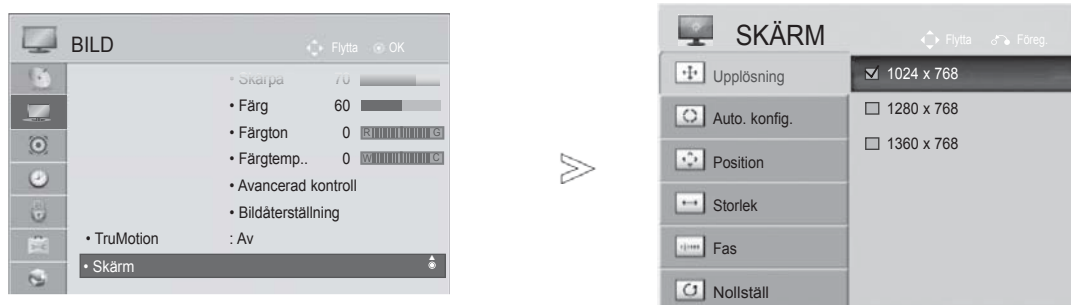 BILD
Flytta OK
• Skärpa 70
• Färg 60
• Färgton 0 R G
• Färgtemp.. 0 W C
• Avancerad kontroll
• Bildåterställning
• TruMotion : Av
• Skärm
SKÄRM
Flytta Föreg.
Upplösning
Auto. konfig.
Position
Storlek
Fas
Nollställ
1024 x 768
1280 x 768
1360 x 768